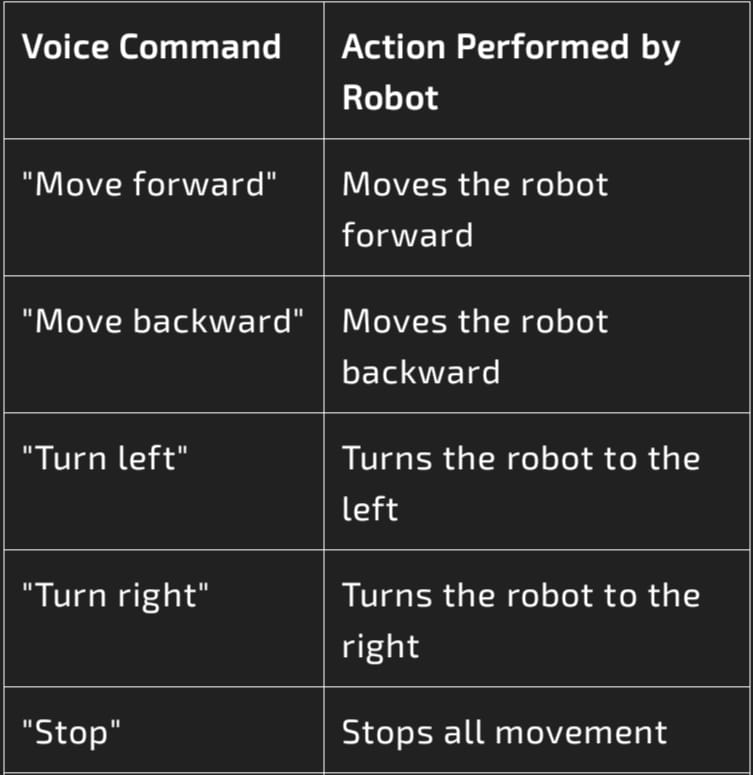 Voice Command
Action Performed by
Robot
"Move forward"
Moves the robot
forward
"Move backward"
Moves the robot
backward
"Turn left"
Turns the robot to the
left
"Turn right"
Turns the robot to the
right
"Stop"
Stops all movement